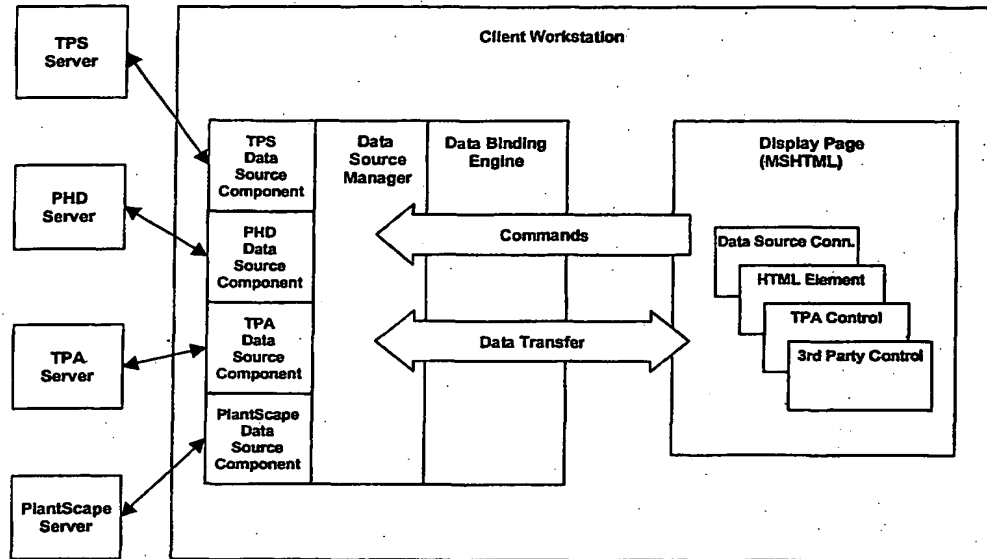 TPS
Server
PHD
Server
TPA
Server
PlantScape
Server
Client Workstation
TPS
Data
Source
Component
PHD
Data
Source
Component
TPA
Data
Source
Component
PlantScape
Data
Source
Component
Data
Source
Manager
Data Binding
Engine
Commands
Data Transfer
Display Page
(MSHTML)
Data Source Conn.
HTML Element
TPA Control
3rd Party Control